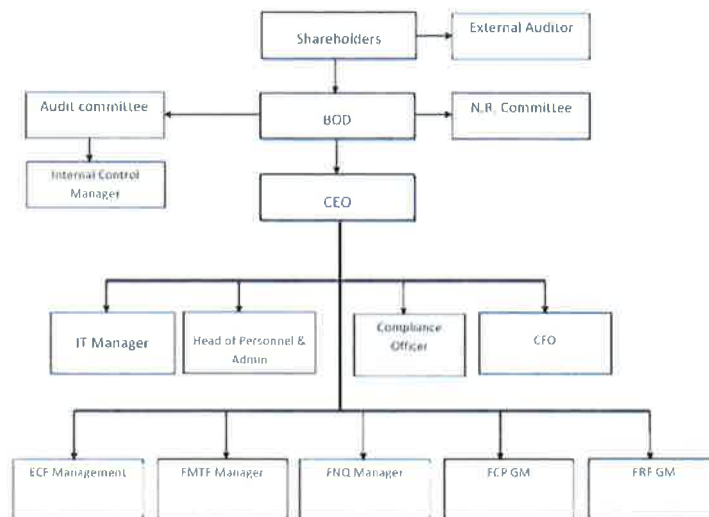 Shareholders
External Auditor
Audit committee
BOD
N.R. Committee
Internal Control
Manager
CEO
IT Manager
Head of Personnel &
Admin
Compliance
Officer
CFO
ECF Management
FMTF Manager
FNQ Manager
FCP GM
FRF GM